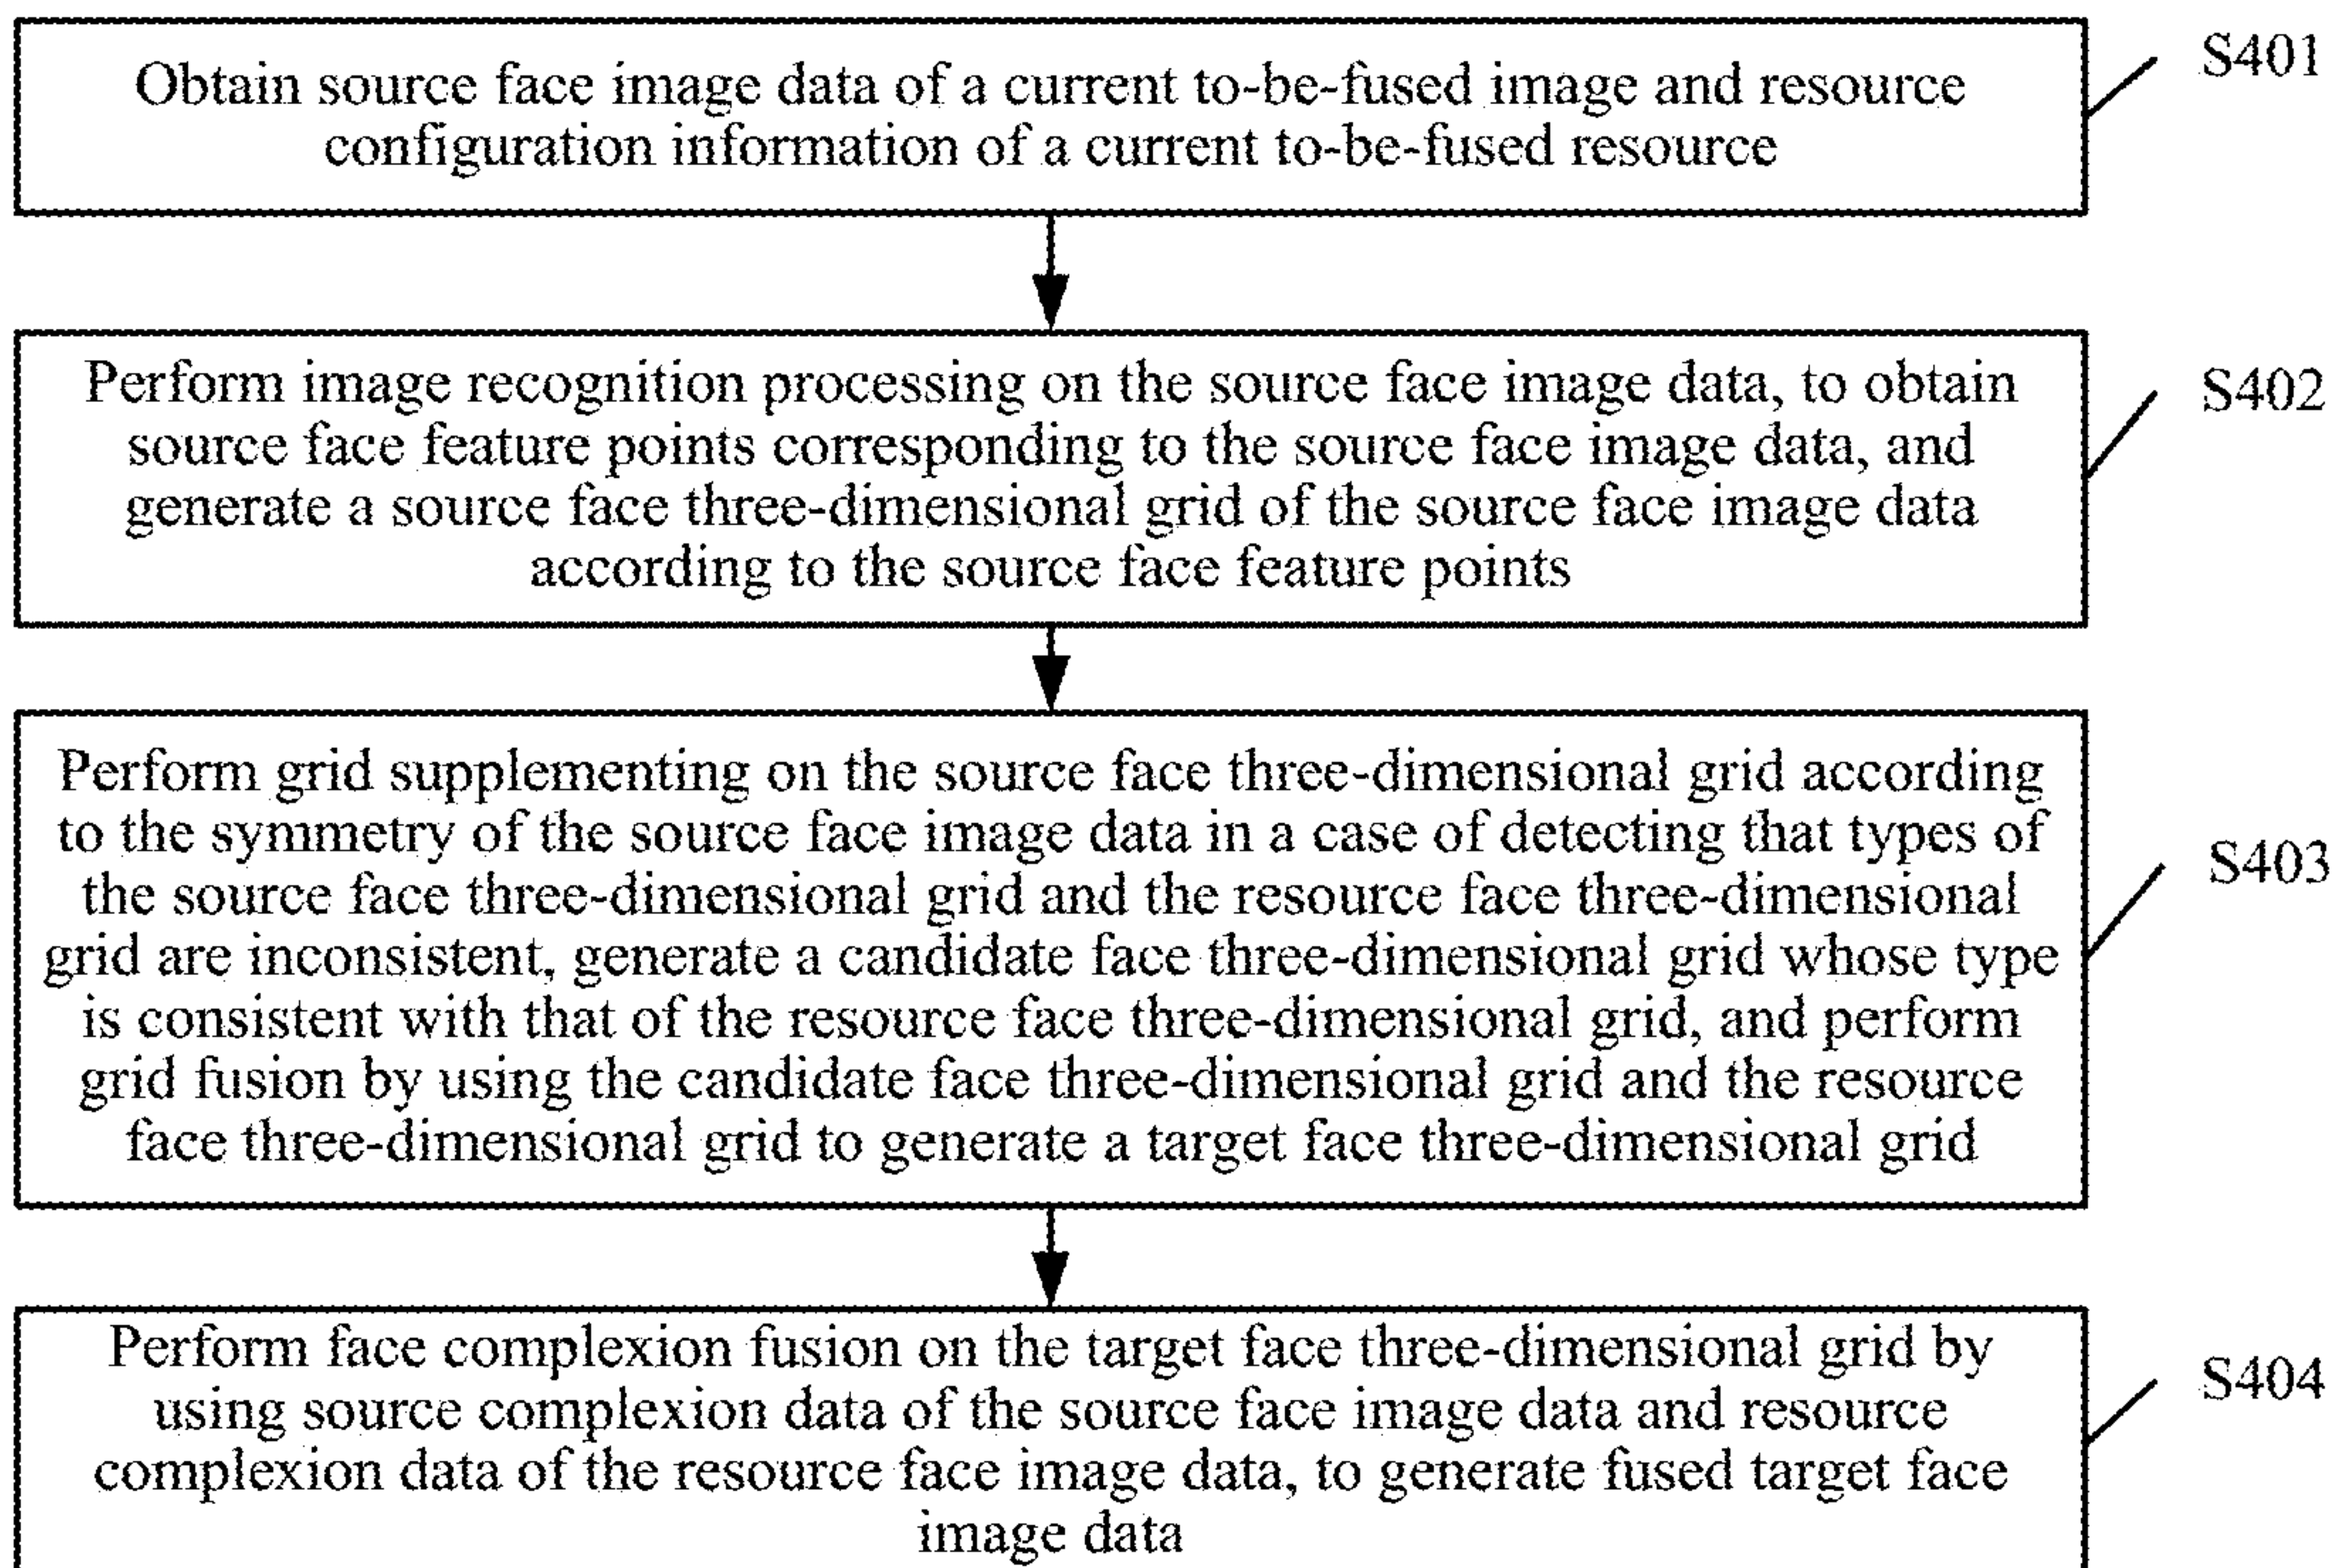 Obtain source face image data of a current to-be-fused image and resource
configuration information of a current to-be-fused resource
S401
Perform image recognition processing on the source face image data, to obtain
source face feature points corresponding to the source face image data, and
generate a source face three-dimensional grid of the source face image data
according to the source face feature points
S402
Perform grid supplementing on the source face three-dimensional grid according
to the symmetry of the source face image data in a case of detecting that types of
the source face three-dimensional grid and the resource face three-dimensional
grid are inconsistent, generate a candidate face three-dimensional grid whose type
is consistent with that of the resource face three-dimensional grid, and perform
grid fusion by using the candidate face three-dimensional grid and the resource
face three-dimensional grid to generate a target face three-dimensional grid
S403
Perform face complexion fusion on the target face three-dimensional grid by
using source complexion data of the source face image data and resource
complexion data of the resource face image data, to generate fused target face
image data
S404